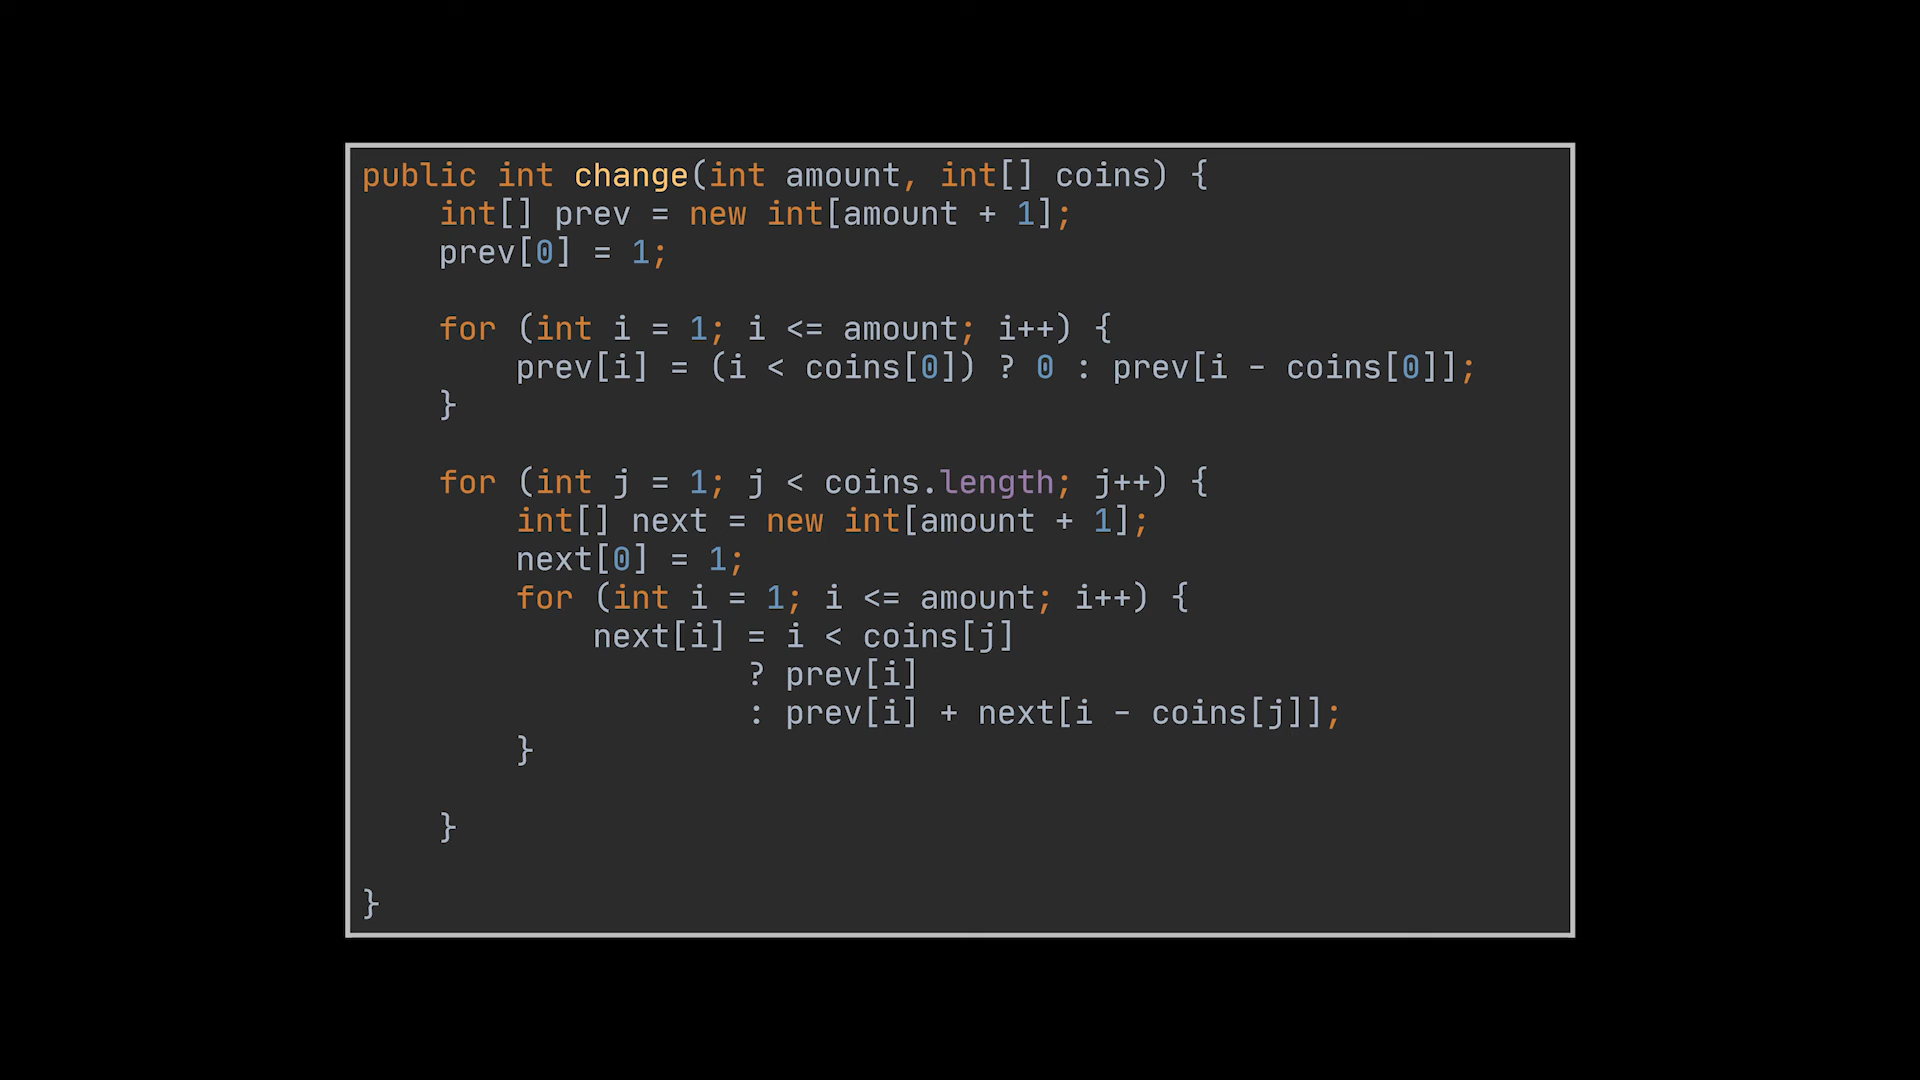 public int change(int amount, int[] coins) {
    int[] prev = new int[amount + 1];
    prev[0] = 1;
    for (int i = 1; i <= amount; i++) {
        prev[i] = (i < coins[0]) ? 0 : prev[i - coins[0]];
    }
    for (int j = 1; j < coins.length; j++) {
        int[] next = new int[amount + 1];
        next[0] = 1;
        for (int i = 1; i <= amount; i++) {
            next[i] = i < coins[j]
                    ? prev[i]
                    : prev[i] + next[i - coins[j]];
        }
    }
}